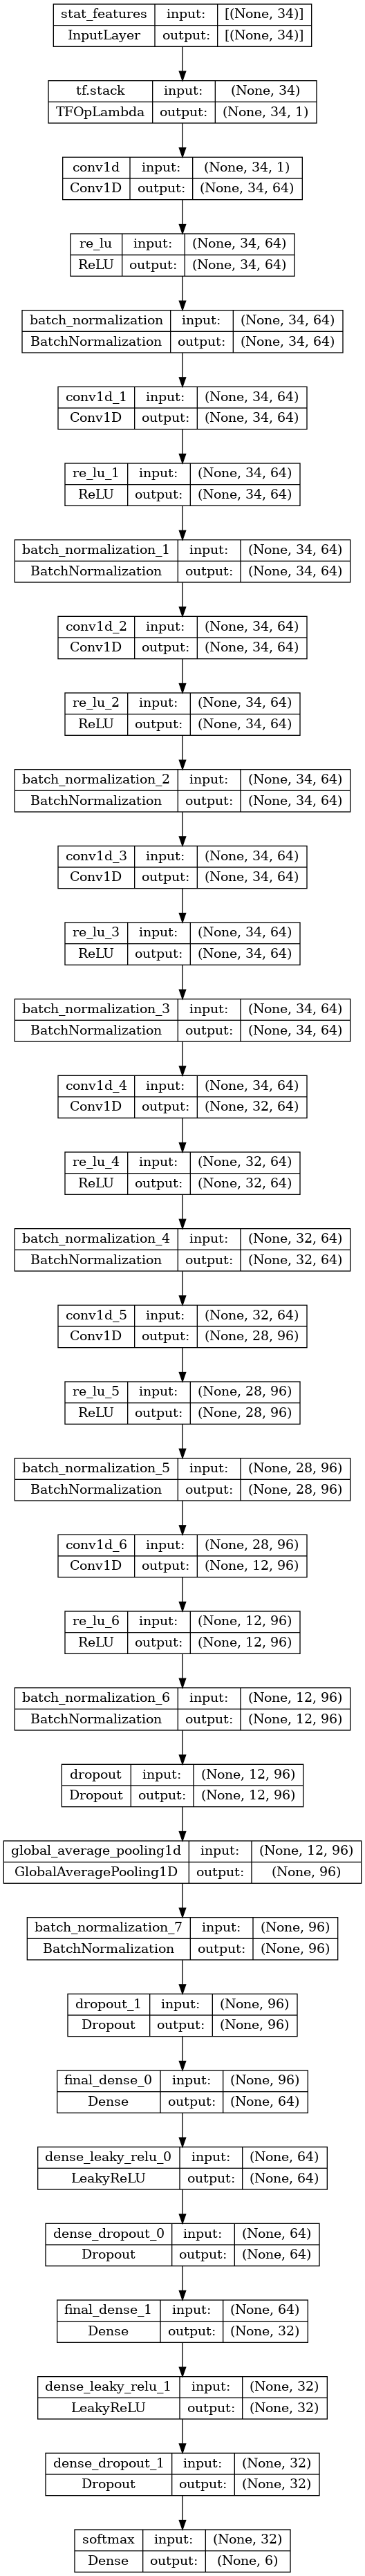 stat_features input: [(None, 34)]
InputLayer output: [(None, 34)]
tf.stack input: (None, 34)
TFOpLambda output: (None, 34, 1)
conv1d input: (None, 34, 1)
Conv1D output: (None, 34, 64)
re_lu input: (None, 34, 64)
ReLU output: (None, 34, 64)
batch_normalization input: (None, 34, 64)
BatchNormalization output: (None, 34, 64)
conv1d_1 input: (None, 34, 64)
Conv1D output: (None, 34, 64)
re_lu_1 input: (None, 34, 64)
ReLU output: (None, 34, 64)
batch_normalization_1 input: (None, 34, 64)
BatchNormalization output: (None, 34, 64)
conv1d_2 input: (None, 34, 64)
Conv1D output: (None, 34, 64)
re_lu_2 input: (None, 34, 64)
ReLU output: (None, 34, 64)
batch_normalization_2 input: (None, 34, 64)
BatchNormalization output: (None, 34, 64)
conv1d_3 input: (None, 34, 64)
Conv1D output: (None, 34, 64)
re_lu_3 input: (None, 34, 64)
ReLU output: (None, 34, 64)
batch_normalization_3 input: (None, 34, 64)
BatchNormalization output: (None, 34, 64)
conv1d_4 input: (None, 34, 64)
Conv1D output: (None, 32, 64)
re_lu_4 input: (None, 32, 64)
ReLU output: (None, 32, 64)
batch_normalization_4 input: (None, 32, 64)
BatchNormalization output: (None, 32, 64)
conv1d_5 input: (None, 32, 64)
Conv1D output: (None, 28, 96)
re_lu_5 input: (None, 28, 96)
ReLU output: (None, 28, 96)
batch_normalization_5 input: (None, 28, 96)
BatchNormalization output: (None, 28, 96)
conv1d_6 input: (None, 28, 96)
Conv1D output: (None, 12, 96)
re_lu_6 input: (None, 12, 96)
ReLU output: (None, 12, 96)
batch_normalization_6 input: (None, 12, 96)
BatchNormalization output: (None, 12, 96)
dropout input: (None, 12, 96)
Dropout output: (None, 12, 96)
global_average_pooling1d input: (None, 12, 96)
GlobalAveragePooling1D output: (None, 96)
batch_normalization_7 input: (None, 96)
BatchNormalization output: (None, 96)
dropout_1 input: (None, 96)
Dropout output: (None, 96)
final_dense_0 input: (None, 96)
Dense output: (None, 64)
dense_leaky_relu_0 input: (None, 64)
LeakyReLU output: (None, 64)
dense_dropout_0 input: (None, 64)
Dropout output: (None, 64)
final_dense_1 input: (None, 64)
Dense output: (None, 32)
dense_leaky_relu_1 input: (None, 32)
LeakyReLU output: (None, 32)
dense_dropout_1 input: (None, 32)
Dropout output: (None, 32)
softmax input: (None, 32)
Dense output: (None, 6)